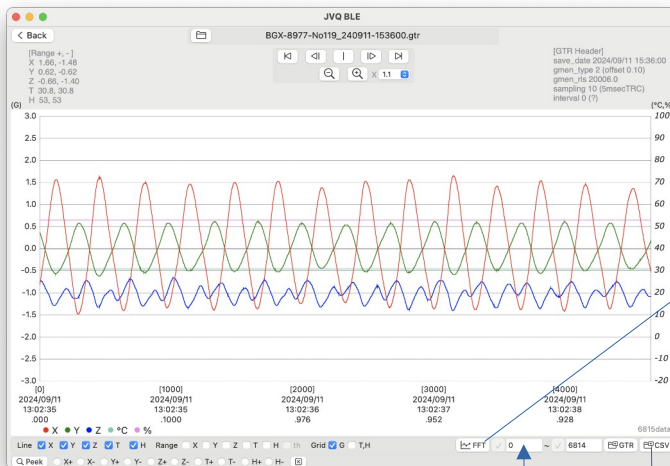 JVQ BLE
< Back
BGX-8977-No119_240911-153600.gtr
[Range +, - ]
X 1.66, -1.48
Y 0.62, -0.62
Z -0.66, -1.40
T 30.8, 30.8
H 53, 53
X 1.1
[GTR Header]
save_date 2024/09/11 15:36:00
gmen_type 2 (offset 0.10)
gmen_rls 20006.0
sampling 10 (5msecTRC)
interval 0 (?)
(G)
(°C,%
3.0 100
2.5 90
2.0 80
1.5 70
1.0 60
0.5 50
0.0 40
-0.5 30
-1.0 20
-1.5 10
-2.0 0
-2.5 -10
-3.0 -20
[0] [1000] [2000] [3000] [4000]
2024/09/11 2024/09/11 2024/09/11 2024/09/11 2024/09/11
13:02:35 13:02:35 13:02:36 13:02:37 13:02:38
.000 .1000 .976 .952 .928
X Y Z °C %
6815data
Line X Y Z T H Range X Y Z T H th Grid G T,H FFT 0 ~ 6814 GTR CSV
Peek X+ X- Y+ Y- Z+ Z- T+ T- H+ H-